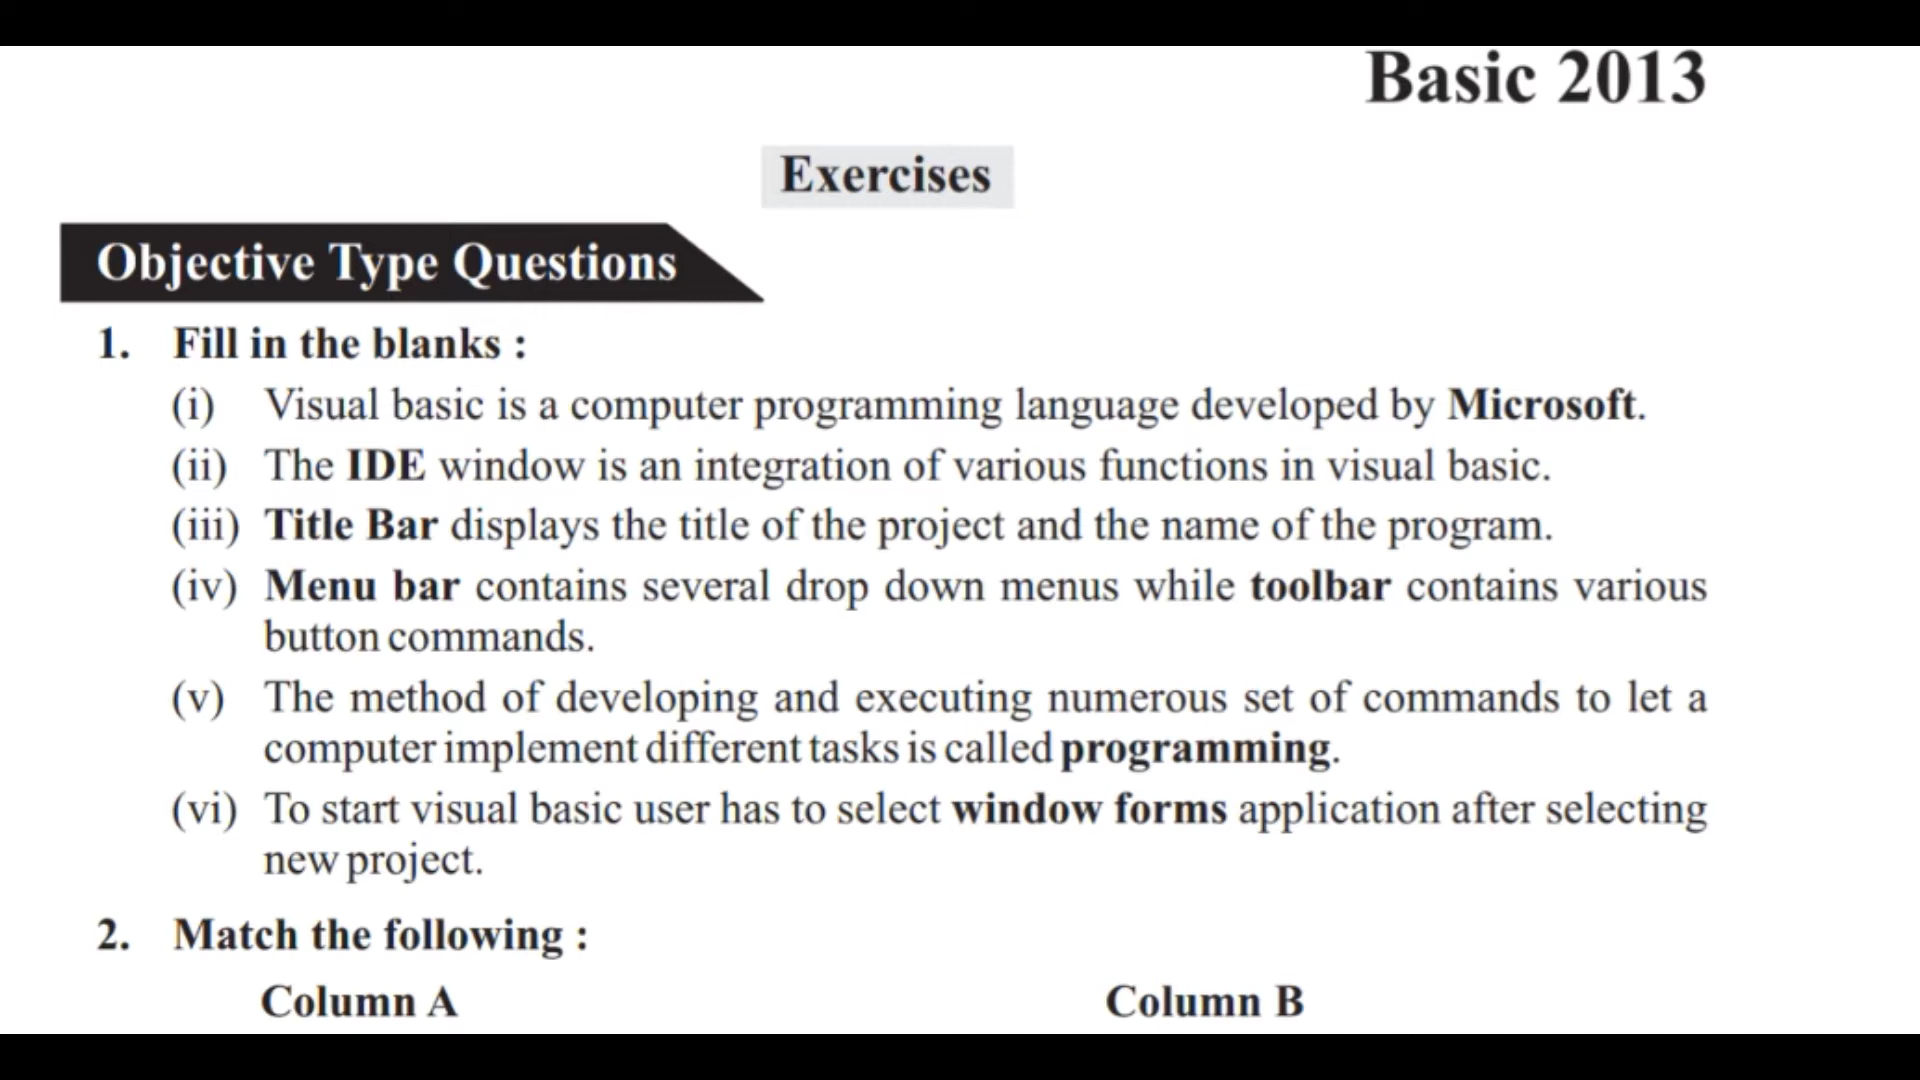 Basic 2013
Exercises
Objective Type Questions
1. Fill in the blanks :
(i) Visual basic is a computer programming language developed by Microsoft.
(ii) The IDE window is an integration of various functions in visual basic.
(iii) Title Bar displays the title of the project and the name of the program.
(iv) Menu bar contains several drop down menus while toolbar contains various
button commands.
(v) The method of developing and executing numerous set of commands to let a
computer implement different tasks is called programming.
(vi) To start visual basic user has to select window forms application after selecting
new project.
2. Match the following :
Column A Column B